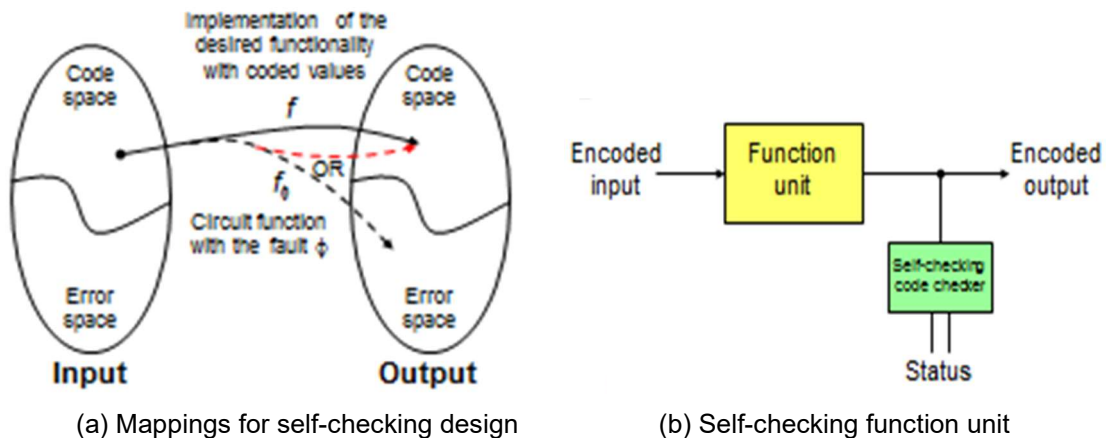 Implementation of the
desired functionality
with coded values
Code
space
Code
space
f
OR
f₀
Circuit function
with the fault ϕ
Error
space
Error
space
Input
Output
(a) Mappings for self-checking design
Encoded
input
Function
unit
Encoded
output
Self-checking
code checker
Status
(b) Self-checking function unit